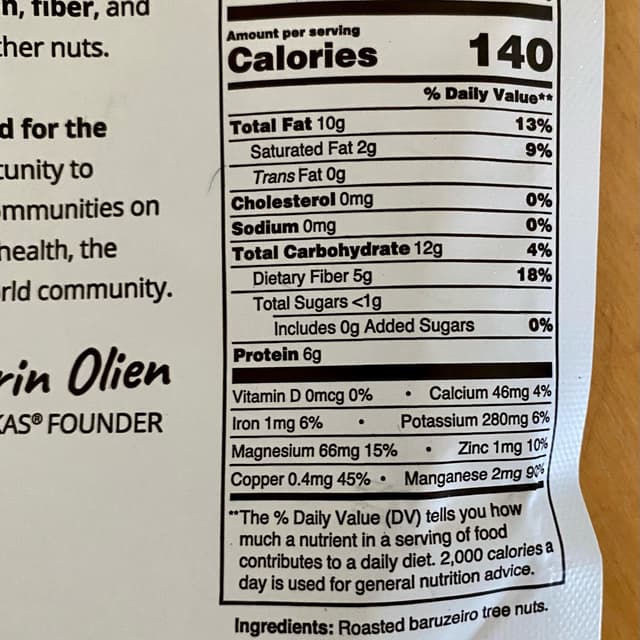 n, fiber, and
ther nuts.
d for the
tunity to
mmunities on
health, the
rld community.
rin Olien
KAS® FOUNDER
Amount per serving
Calories 140
% Daily Value**
Total Fat 10g 13%
Saturated Fat 2g 9%
Trans Fat 0g
Cholesterol 0mg 0%
Sodium 0mg 0%
Total Carbohydrate 12g 4%
Dietary Fiber 5g 18%
Total Sugars <1g
Includes 0g Added Sugars 0%
Protein 6g
Vitamin D 0mcg 0% • Calcium 46mg 4%
Iron 1mg 6% • Potassium 280mg 6%
Magnesium 66mg 15% • Zinc 1mg 10%
Copper 0.4mg 45% • Manganese 2mg 90%
**The % Daily Value (DV) tells you how
much a nutrient in a serving of food
contributes to a daily diet. 2,000 calories a
day is used for general nutrition advice.
Ingredients: Roasted baruzeiro tree nuts.